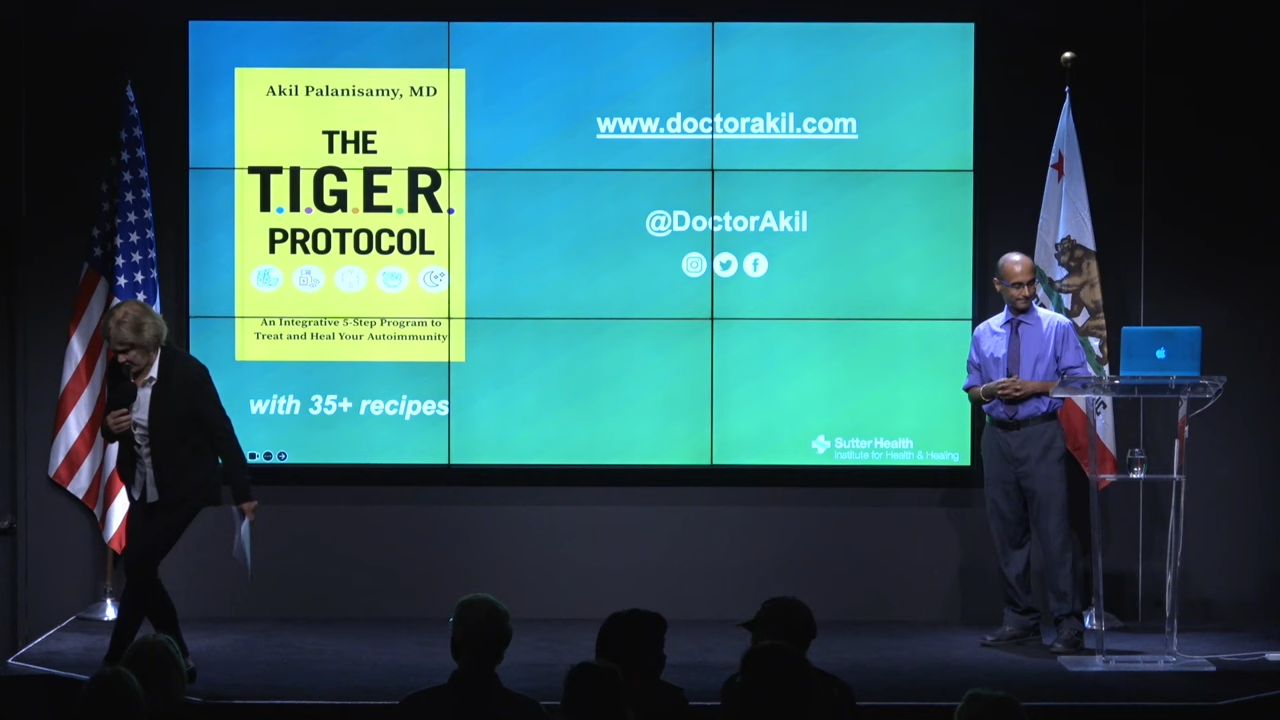 Akil Palanisamy, MD
THE
T.I.G.E.R.
PROTOCOL
An Integrative 5-Step Program to
Treat and Heal Your Autoimmunity
with 35+ recipes
www.doctorakil.com
@DoctorAkil
Sutter Health
Institute for Health & Healing